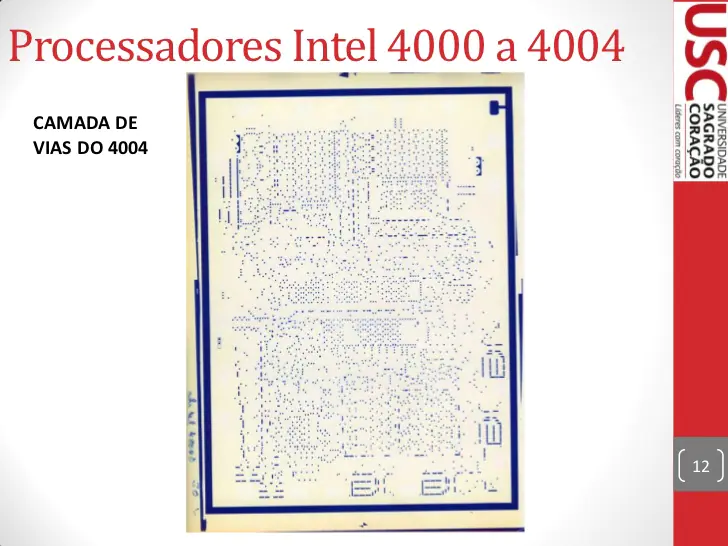 Processadores Intel 4000 a 4004
CAMADA DE
VIAS DO 4004
USC
UNIVERSIDADE
SAGRADO
CORAÇÃO
Líderes com coração
12